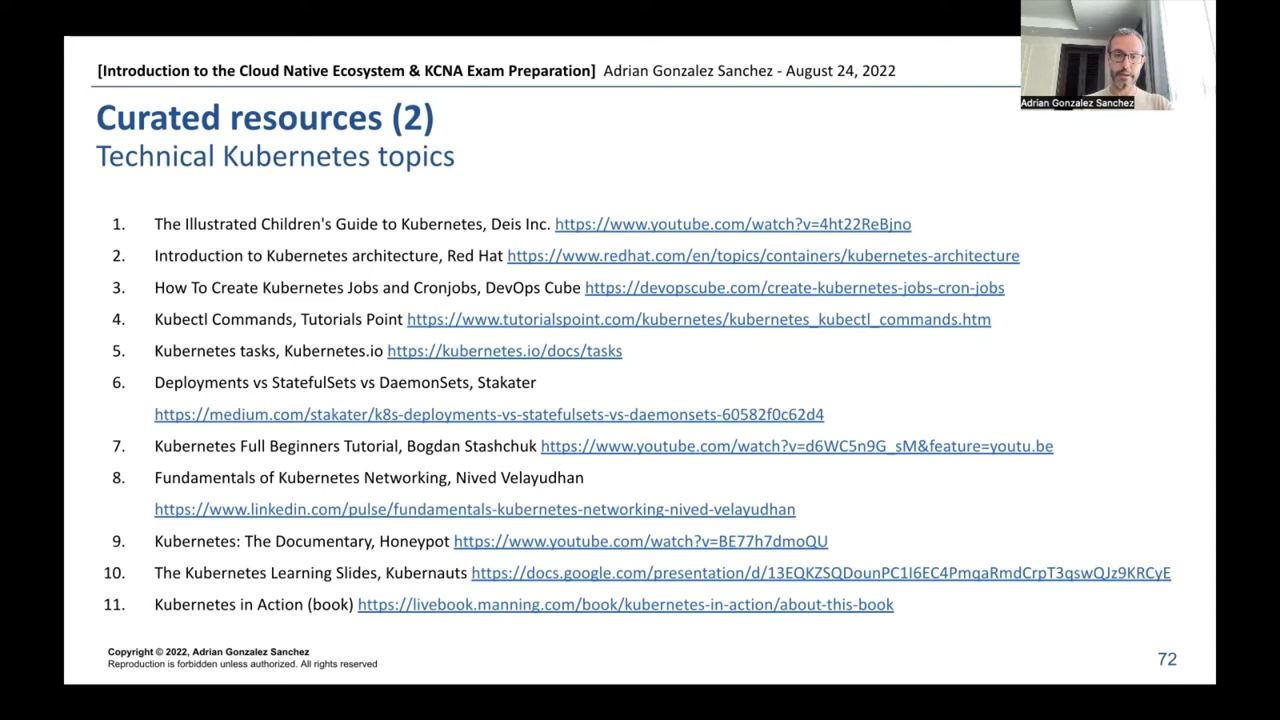 [Introduction to the Cloud Native Ecosystem & KCNA Exam Preparation] Adrian Gonzalez Sanchez - August 24, 2022
Adrian Gonzalez Sanchez
Curated resources (2)
Technical Kubernetes topics
1. The Illustrated Children's Guide to Kubernetes, Deis Inc. https://www.youtube.com/watch?v=4ht22ReBjno
2. Introduction to Kubernetes architecture, Red Hat https://www.redhat.com/en/topics/containers/kubernetes-architecture
3. How To Create Kubernetes Jobs and Cronjobs, DevOps Cube https://devopscube.com/create-kubernetes-jobs-cron-jobs
4. Kubectl Commands, Tutorials Point https://www.tutorialspoint.com/kubernetes/kubernetes_kubectl_commands.htm
5. Kubernetes tasks, Kubernetes.io https://kubernetes.io/docs/tasks
6. Deployments vs StatefulSets vs DaemonSets, Stakater
https://medium.com/stakater/k8s-deployments-vs-statefulsets-vs-daemonsets-60582f0c62d4
7. Kubernetes Full Beginners Tutorial, Bogdan Stashchuk https://www.youtube.com/watch?v=d6WC5n9G_sM&feature=youtu.be
8. Fundamentals of Kubernetes Networking, Nived Velayudhan
https://www.linkedin.com/pulse/fundamentals-kubernetes-networking-nived-velayudhan
9. Kubernetes: The Documentary, Honeypot https://www.youtube.com/watch?v=BE77h7dmoQU
10. The Kubernetes Learning Slides, Kubernauts https://docs.google.com/presentation/d/13EQKZSQDounPC1I6EC4PmqaRmdCrpT3qswQJz9KRCyE
11. Kubernetes in Action (book) https://livebook.manning.com/book/kubernetes-in-action/about-this-book
Copyright © 2022, Adrian Gonzalez Sanchez
Reproduction is forbidden unless authorized. All rights reserved
72